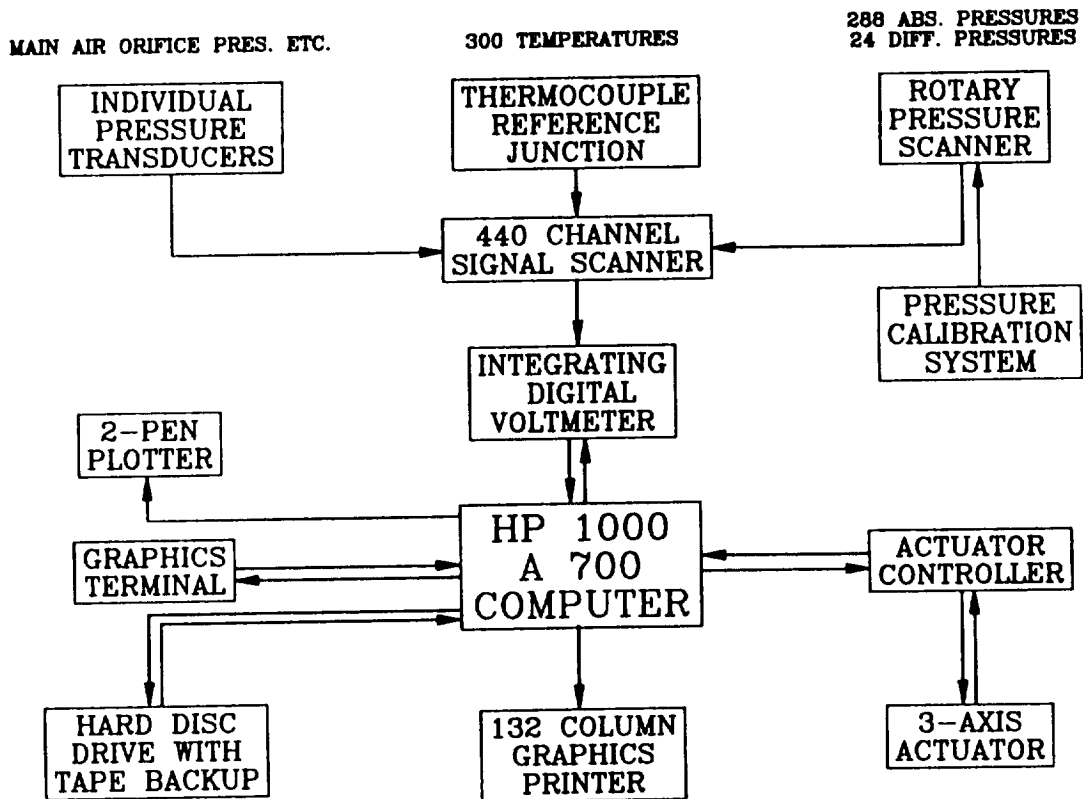 MAIN AIR ORIFICE PRES. ETC.
300 TEMPERATURES
288 ABS. PRESSURES
24 DIFF. PRESSURES
INDIVIDUAL
PRESSURE
TRANSDUCERS
THERMOCOUPLE
REFERENCE
JUNCTION
ROTARY
PRESSURE
SCANNER
440 CHANNEL
SIGNAL SCANNER
PRESSURE
CALIBRATION
SYSTEM
INTEGRATING
DIGITAL
VOLTMETER
2-PEN
PLOTTER
HP 1000
A 700
COMPUTER
GRAPHICS
TERMINAL
ACTUATOR
CONTROLLER
HARD DISC
DRIVE WITH
TAPE BACKUP
132 COLUMN
GRAPHICS
PRINTER
3-AXIS
ACTUATOR